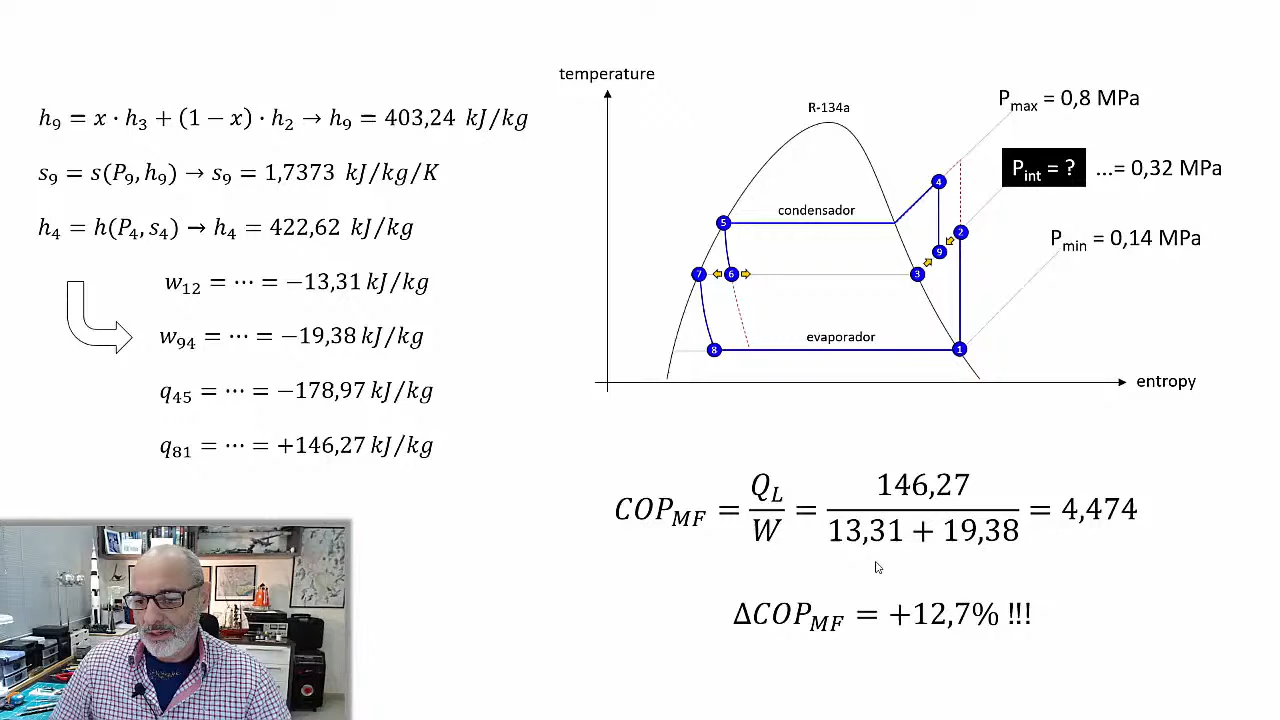 h₉ = x · h₃ + (1 − x) · h₂ → h₉ = 403,24 kJ/kg
s₉ = s(P₉, h₉) → s₉ = 1,7373 kJ/kg/K
h₄ = h(P₄, s₄) → h₄ = 422,62 kJ/kg
w₁₂ = ⋯ = −13,31 kJ/kg
w₉₄ = ⋯ = −19,38 kJ/kg
q₄₅ = ⋯ = −178,97 kJ/kg
q₈₁ = ⋯ = +146,27 kJ/kg
temperature
R-134a
Pmax = 0,8 MPa
Pint = ? ...= 0,32 MPa
Pmin = 0,14 MPa
4
5
condensador
2
9
7
6
3
evaporador
8
1
entropy
COP_MF = Q_L/W = 146,27/(13,31 + 19,38) = 4,474
ΔCOP_MF = +12,7% !!!